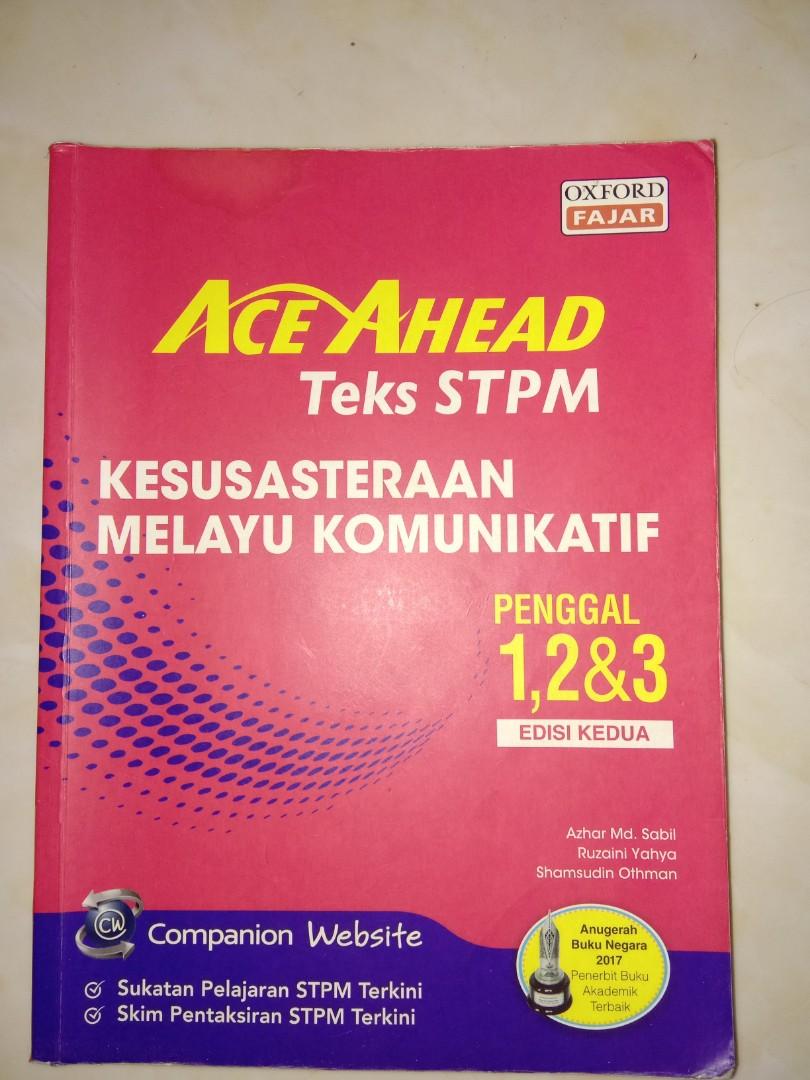 OXFORD
FAJAR
ACE AHEAD
Teks STPM
KESUSASTERAAN
MELAYU KOMUNIKATIF
PENGGAL
1,2&3
EDISI KEDUA
Azhar Md. Sabil
Ruzaini Yahya
Shamsudin Othman
CW
Companion Website
Sukatan Pelajaran STPM Terkini
Skim Pentaksiran STPM Terkini
Anugerah
Buku Negara
2017
Penerbit Buku
Akademik
Terbaik